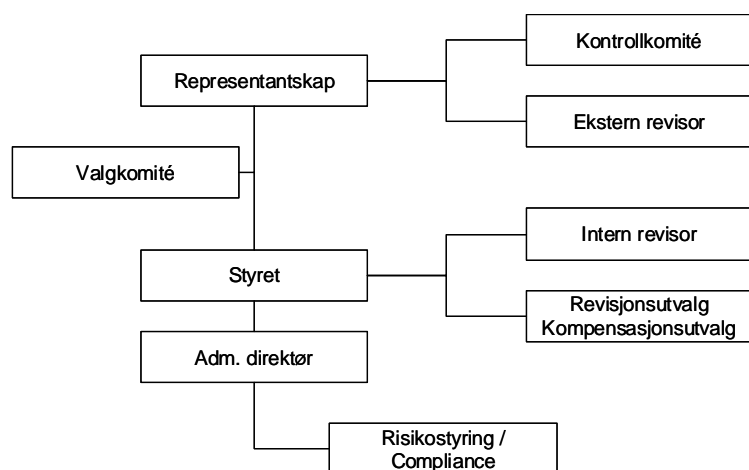 Kontrollkomité
Representantskap
Ekstern revisor
Valgkomité
Intern revisor
Styret
Revisjonsutvalg
Kompensasjonsutvalg
Adm. direktør
Risikostyring /
Compliance